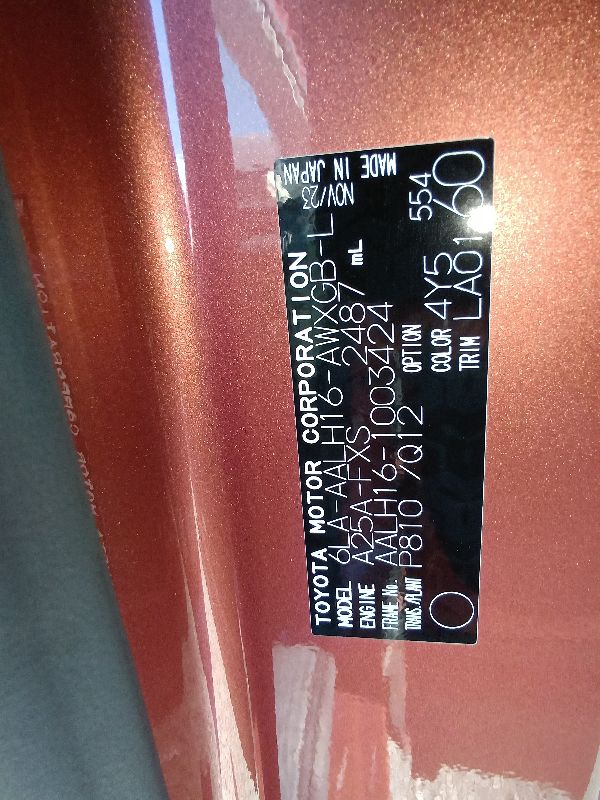 TOYOTA MOTOR CORPORATION
MODEL 6LA-AALH16-AWXGB-L
ENGINE A25A-FXS 2487 mL
FRAME No. AALH16-1003424
TRANS./PLANT P810 /Q12 OPTION 554
COLOR 4Y5
TRIM LA01 60
NOV/23
MADE IN JAPAN